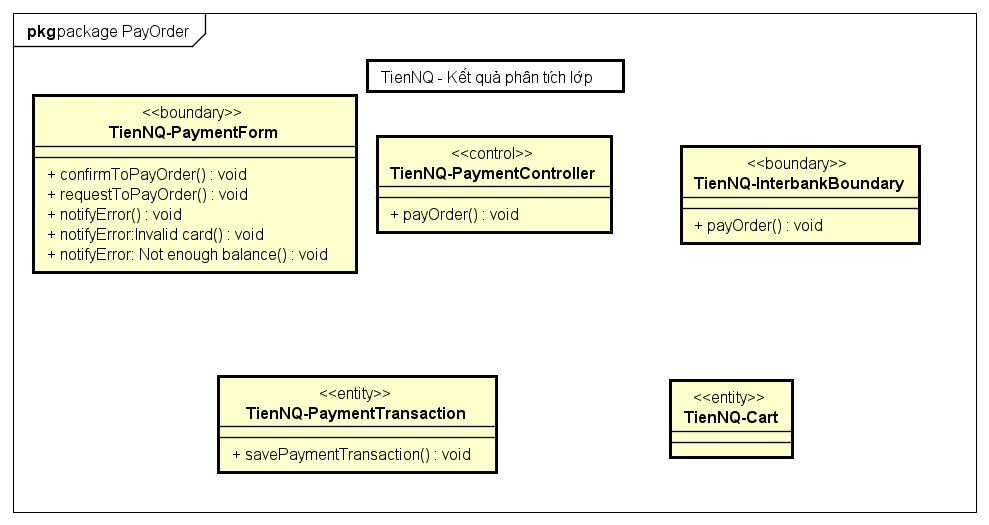 pkgpackage PayOrder
TienNQ - Kết quả phân tích lớp
<<boundary>>
TienNQ-PaymentForm
+ confirmToPayOrder() : void
+ requestToPayOrder() : void
+ notifyError() : void
+ notifyError:Invalid card() : void
+ notifyError: Not enough balance() : void
<<control>>
TienNQ-PaymentController
+ payOrder() : void
<<boundary>>
TienNQ-InterbankBoundary
+ payOrder() : void
<<entity>>
TienNQ-PaymentTransaction
+ savePaymentTransaction() : void
<<entity>>
TienNQ-Cart